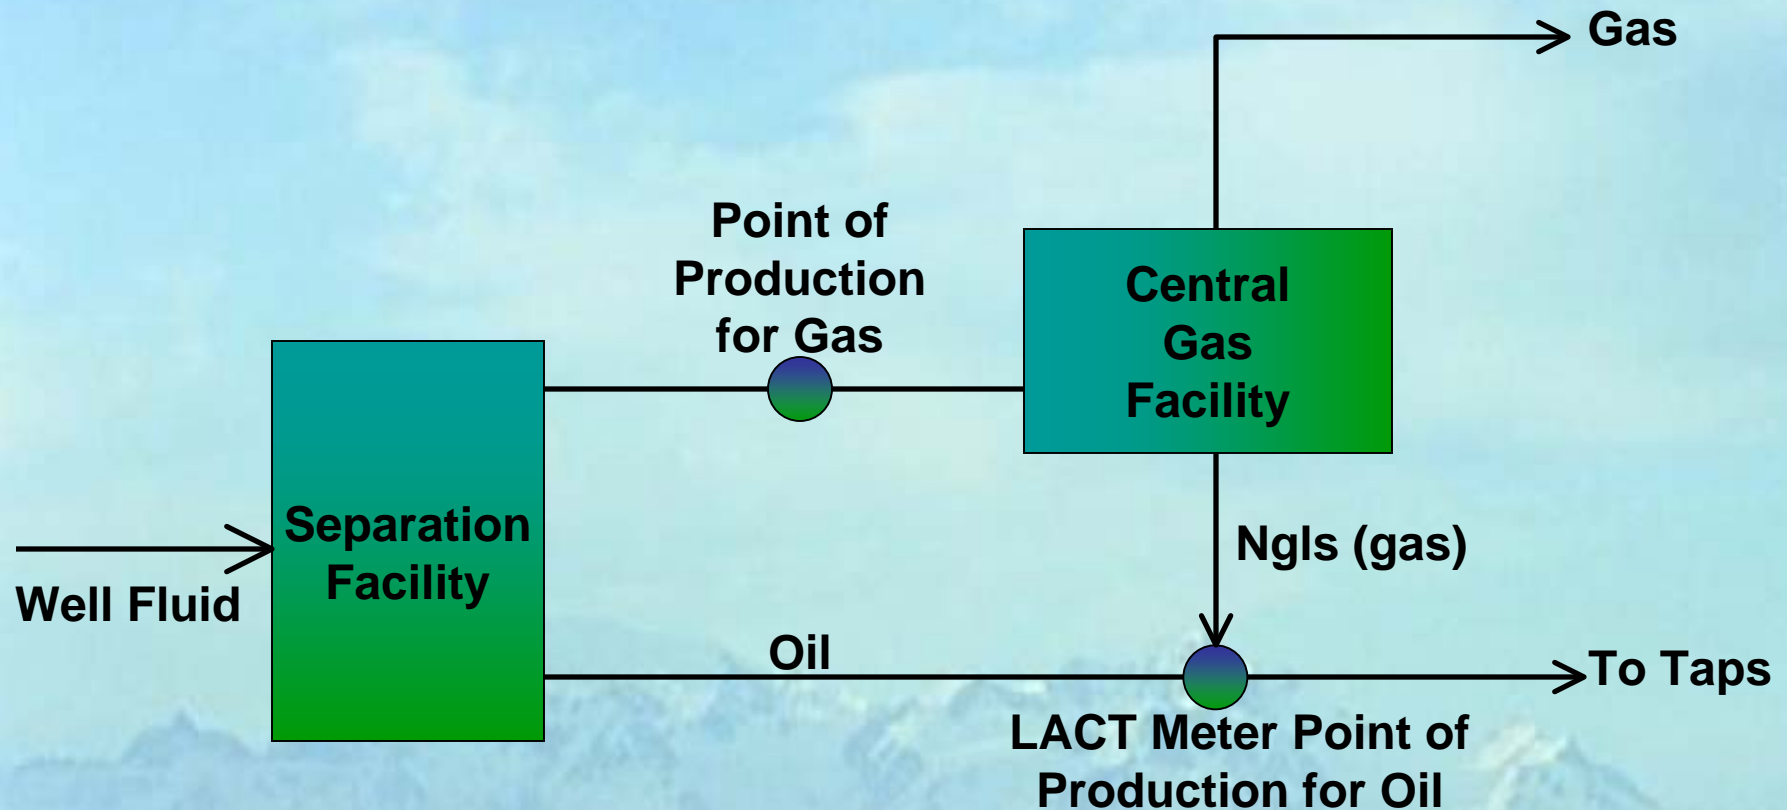 Gas
Point of
Production
for Gas
Central
Gas
Facility
Separation
Facility
Well Fluid
Ngls (gas)
Oil
To Taps
LACT Meter Point of
Production for Oil